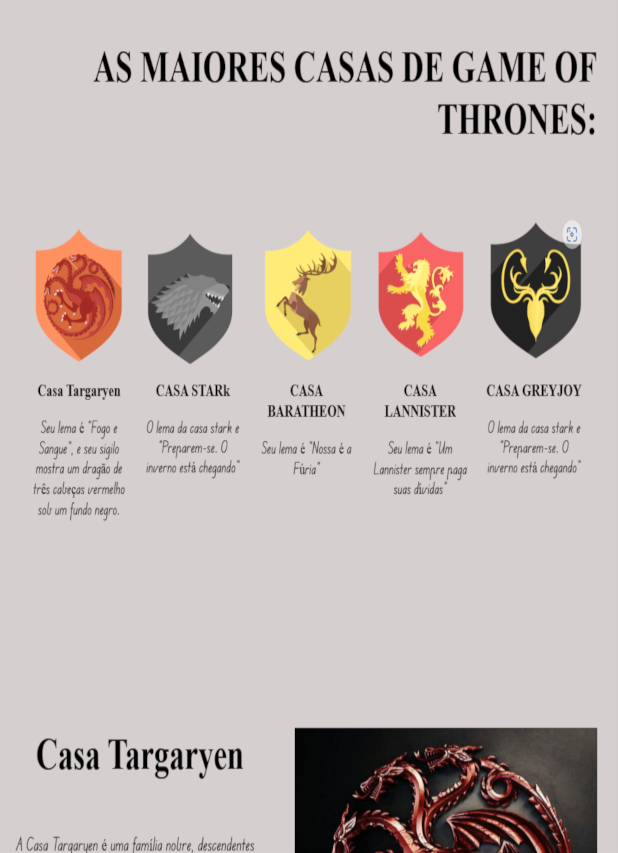 AS MAIORES CASAS DE GAME OF
THRONES:
Casa Targaryen
Seu lema é "Fogo e
Sangue", e seu sigilo
mostra um dragão de
três cabeças vermelho
sob um fundo negro.
CASA STARk
O lema da casa stark e
"Preparem-se. O
inverno está chegando"
CASA
BARATHEON
Seu lema é "Nossa é a
Fúria"
CASA
LANNISTER
Seu lema é "Um
Lannister sempre paga
suas dívidas"
CASA GREYJOY
O lema da casa stark e
"Preparem-se. O
inverno está chegando"
Casa Targaryen
A Casa Targaryen é uma família nobre, descendentes